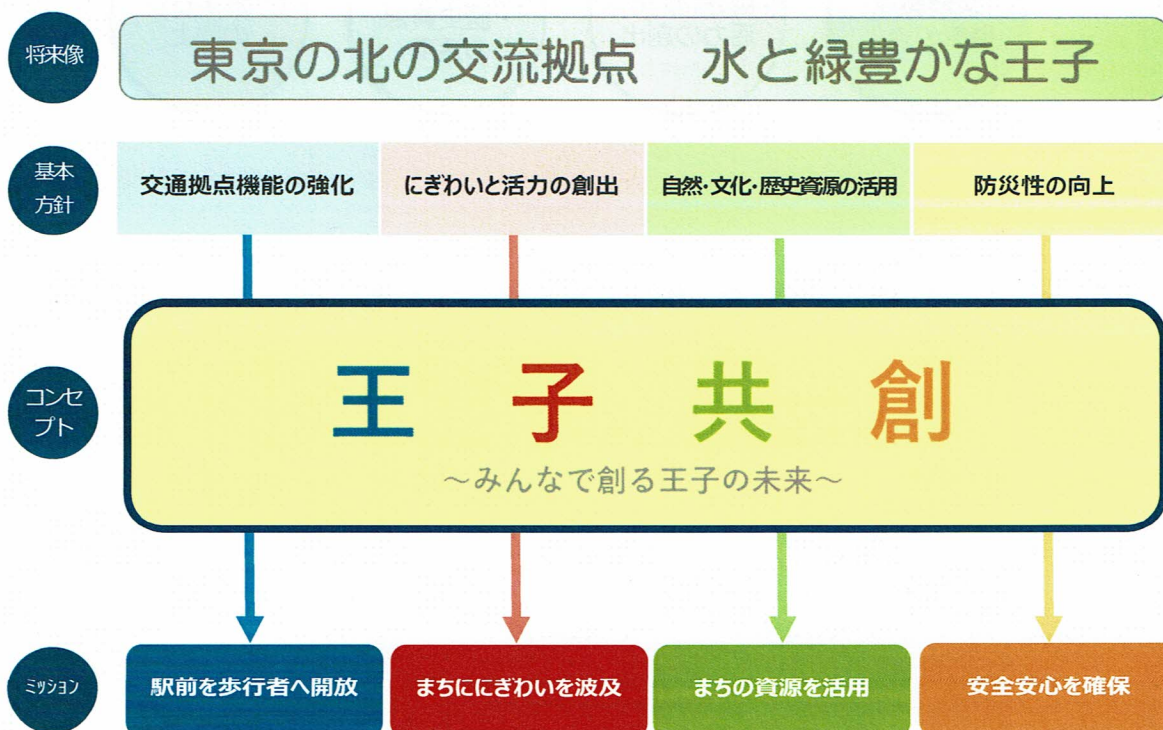 将来像
東京の北の交流拠点　水と緑豊かな王子
基本
方針
交通拠点機能の強化
にぎわいと活力の創出
自然・文化・歴史資源の活用
防災性の向上
コンセ
プト
王子共創
～みんなで創る王子の未来～
ミッション
駅前を歩行者へ開放
まちににぎわいを波及
まちの資源を活用
安全安心を確保